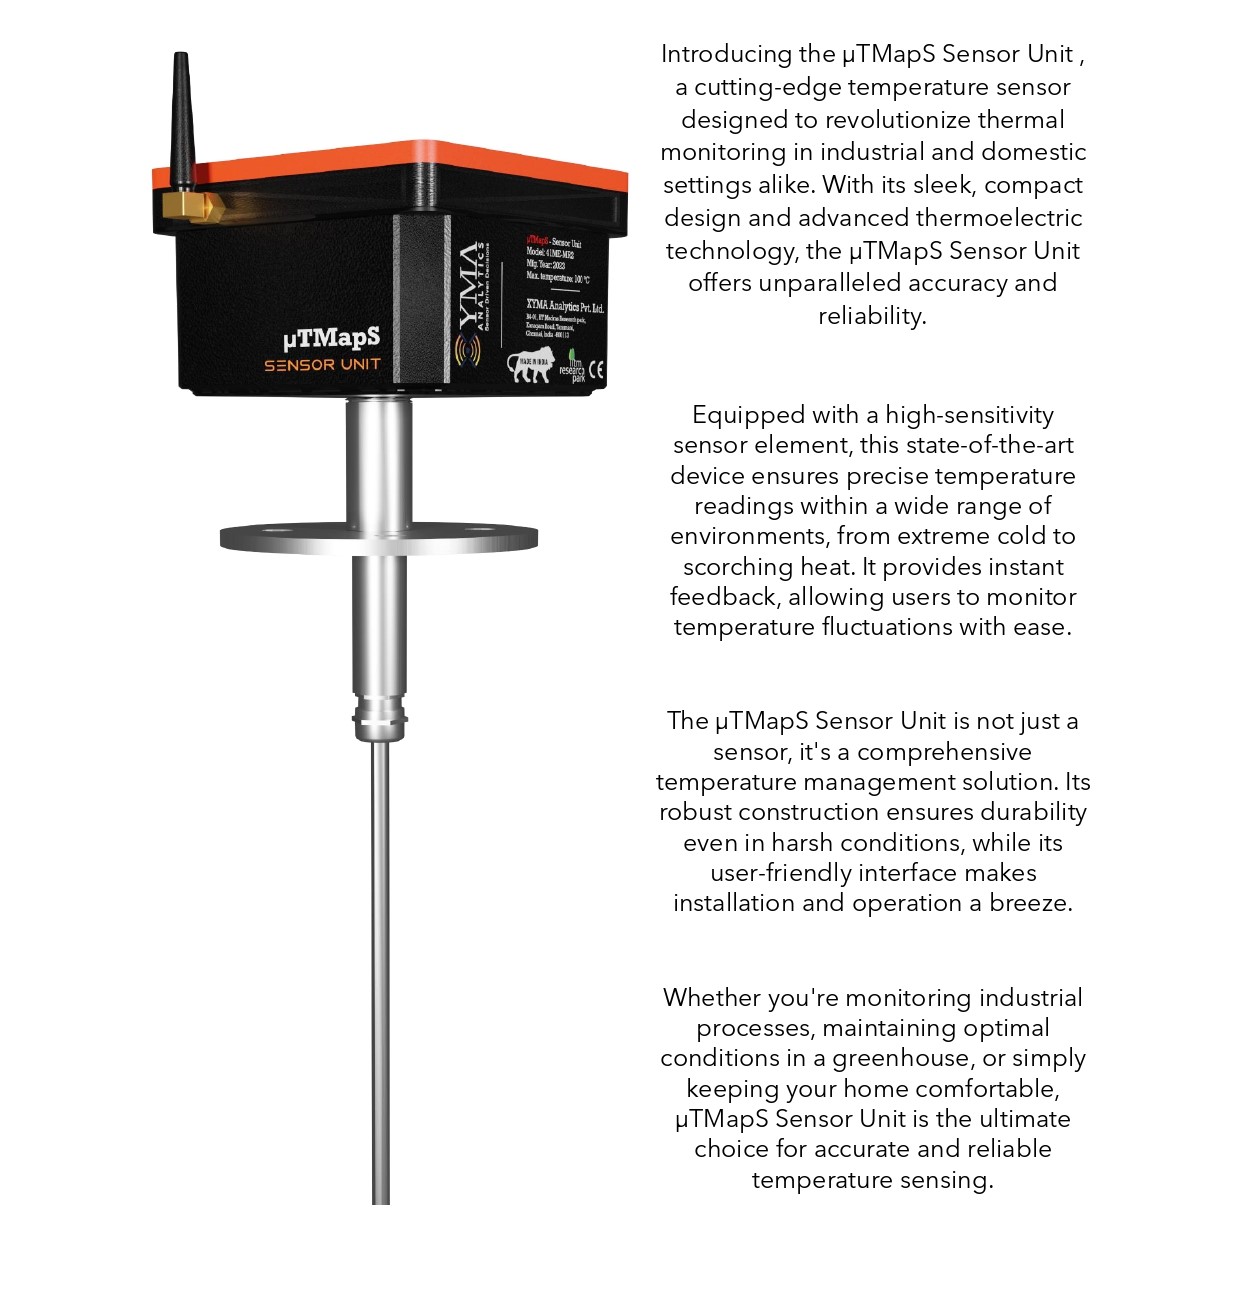 Introducing the µTMapS Sensor Unit ,
a cutting-edge temperature sensor
designed to revolutionize thermal
monitoring in industrial and domestic
settings alike. With its sleek, compact
design and advanced thermoelectric
technology, the µTMapS Sensor Unit
offers unparalleled accuracy and
reliability.
Equipped with a high-sensitivity
sensor element, this state-of-the-art
device ensures precise temperature
readings within a wide range of
environments, from extreme cold to
scorching heat. It provides instant
feedback, allowing users to monitor
temperature fluctuations with ease.
The µTMapS Sensor Unit is not just a
sensor, it's a comprehensive
temperature management solution. Its
robust construction ensures durability
even in harsh conditions, while its
user-friendly interface makes
installation and operation a breeze.
Whether you're monitoring industrial
processes, maintaining optimal
conditions in a greenhouse, or simply
keeping your home comfortable,
µTMapS Sensor Unit is the ultimate
choice for accurate and reliable
temperature sensing.
µTMapS
SENSOR UNIT
XYMA
ANALYTICS
Sensor Driven Decisions
µTMapS - Sensor Unit
Mfg. Year: 2023
Max. temperature: 100 °C
XYMA Analytics Pvt. Ltd.
Chennai, India
MADE IN INDIA
iitm
research
park
CE